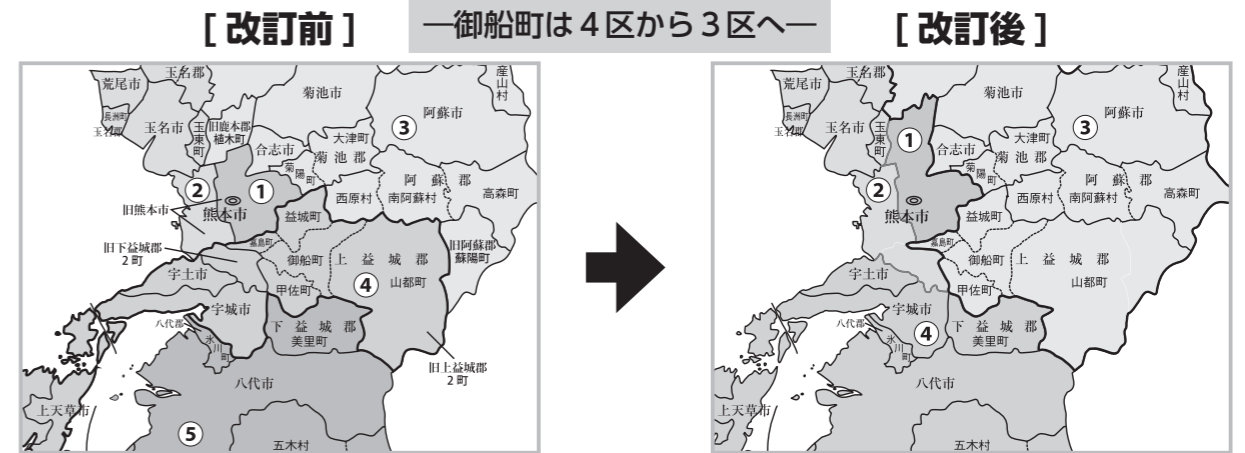 [ 改訂前 ]
―御船町は４区から３区へ―
[ 改訂後 ]
荒尾市
玉名郡
長洲町
玉名郡
玉名市
玉東町
旧鹿本郡
植木町
菊池市
産山村
阿蘇市
③
大津町
合志市
菊池郡
菊陽町
阿蘇郡
西原村
南阿蘇村
高森町
②
①
旧熊本市
熊本市
益城町
旧下益城郡
2 町
嘉島町
御船町
上益城郡
旧阿蘇郡
蘇陽町
宇土市
甲佐町
④
山都町
宇城市
八代郡
氷川町
下益城郡
美里町
旧上益城郡
2 町
八代市
上天草市
⑤
五木村
荒尾市
玉名郡
長洲町
玉名郡
玉名市
玉東町
①
菊池市
産山村
阿蘇市
③
大津町
合志市
菊池郡
菊陽町
阿蘇郡
西原村
南阿蘇村
高森町
②
熊本市
益城町
嘉島町
御船町
上益城郡
宇土市
甲佐町
山都町
宇城市
八代郡
氷川町
④
下益城郡
美里町
八代市
上天草市
五木村